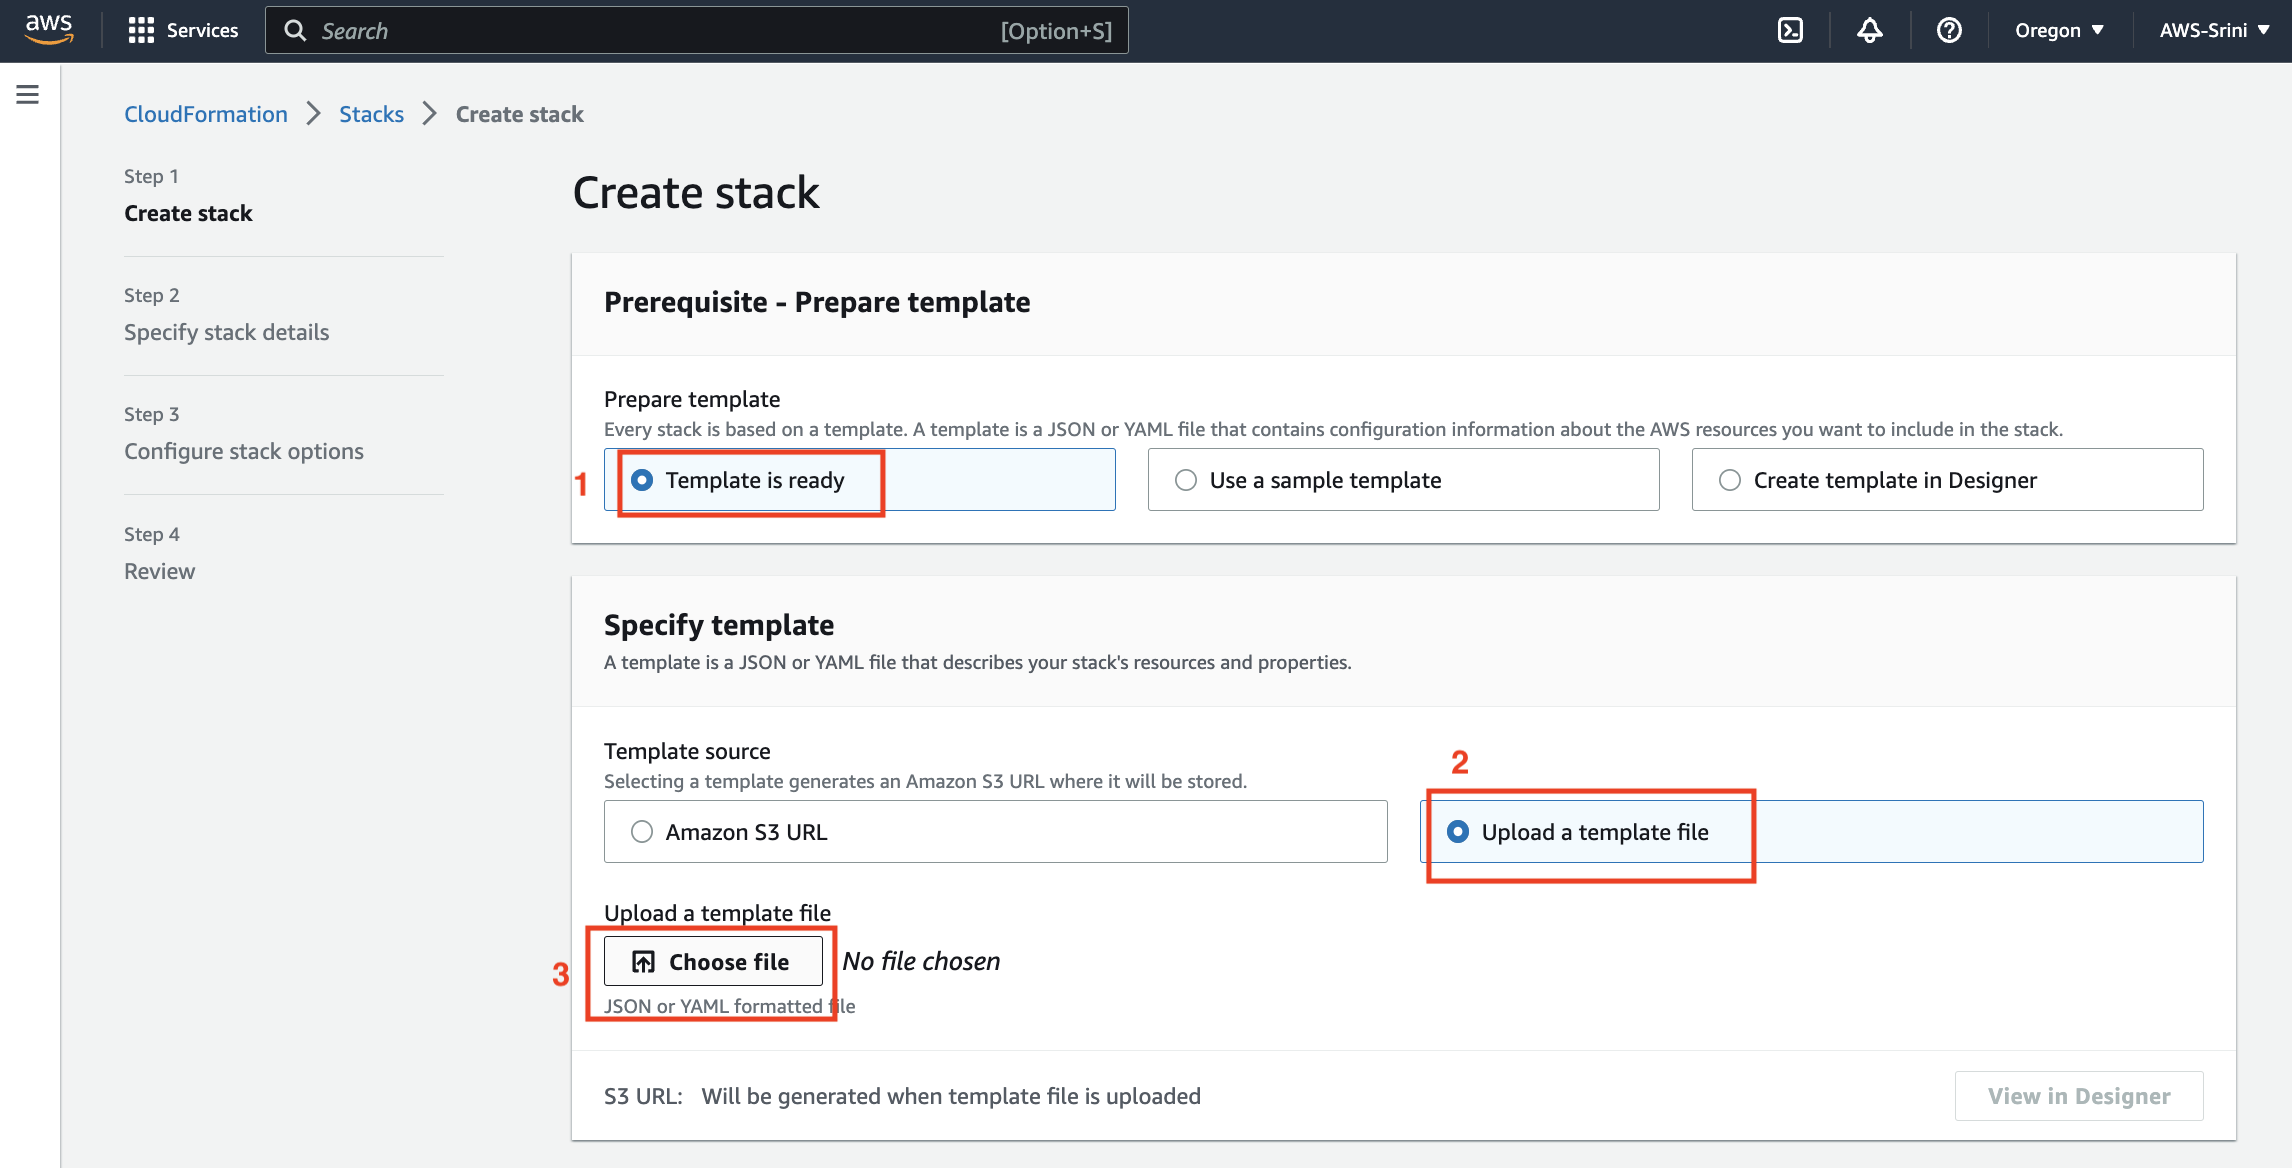 aws Services Search [Option+S] Oregon AWS-Srini
CloudFormation Stacks Create stack
Step 1
Create stack
Step 2
Specify stack details
Step 3
Configure stack options
Step 4
Review
Create stack
Prerequisite - Prepare template
Prepare template
Every stack is based on a template. A template is a JSON or YAML file that contains configuration information about the AWS resources you want to include in the stack.
1 Template is ready Use a sample template Create template in Designer
Specify template
A template is a JSON or YAML file that describes your stack's resources and properties.
Template source
Selecting a template generates an Amazon S3 URL where it will be stored.
2
Amazon S3 URL Upload a template file
Upload a template file
3 Choose file No file chosen
JSON or YAML formatted file
S3 URL: Will be generated when template file is uploaded View in Designer